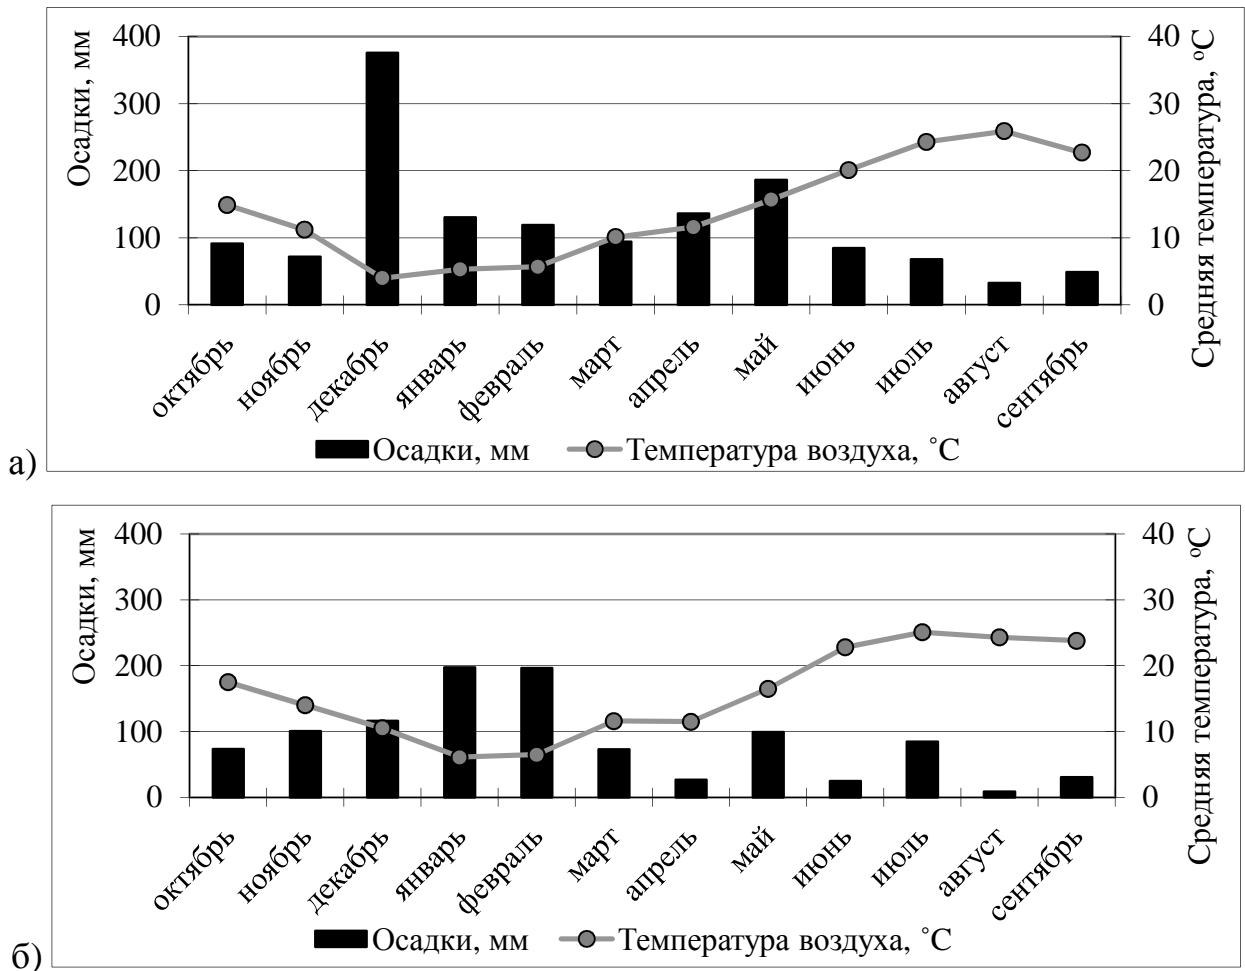 Осадки, мм
400
300
200
100
0
40
30
20
10
0
Средняя температура, °С
октябрь
ноябрь
декабрь
январь
февраль
март
апрель
май
июнь
июль
август
сентябрь
Осадки, мм
Температура воздуха, ˚С
а)
Осадки, мм
400
300
200
100
0
40
30
20
10
0
Средняя температура, °С
октябрь
ноябрь
декабрь
январь
февраль
март
апрель
май
июнь
июль
август
сентябрь
Осадки, мм
Температура воздуха, ˚С
б)